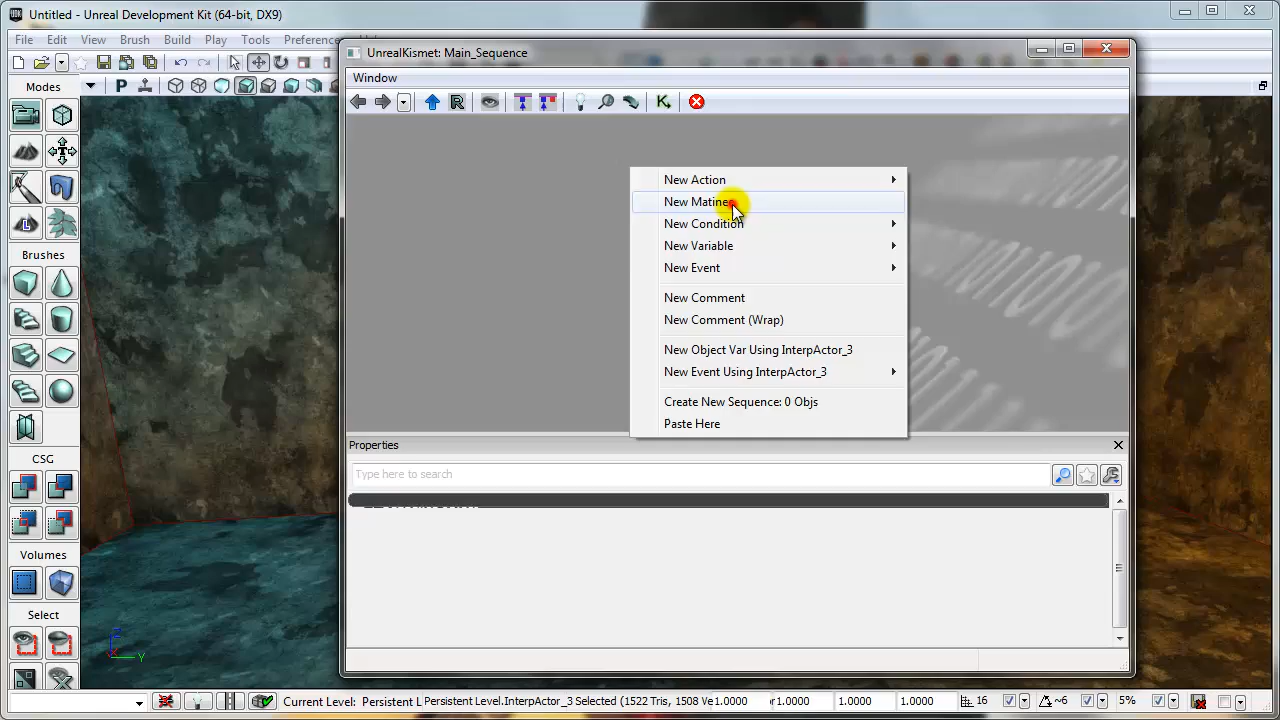 Untitled - Unreal Development Kit (64-bit, DX9)
File Edit View Brush Build Play Tools Preferences
UnrealKismet: Main_Sequence
Window
Modes
Brushes
CSG
Volumes
Select
New Action
New Matinee
New Condition
New Variable
New Event
New Comment
New Comment (Wrap)
New Object Var Using InterpActor_3
New Event Using InterpActor_3
Create New Sequence: 0 Objs
Paste Here
Properties
Type here to search
Z
Y
Current Level: Persistent L Persistent Level.InterpActor_3 Selected (1522 Tris, 1508 Ve 1.0000 1.0000 1.0000 1.0000 16 ~6 5%